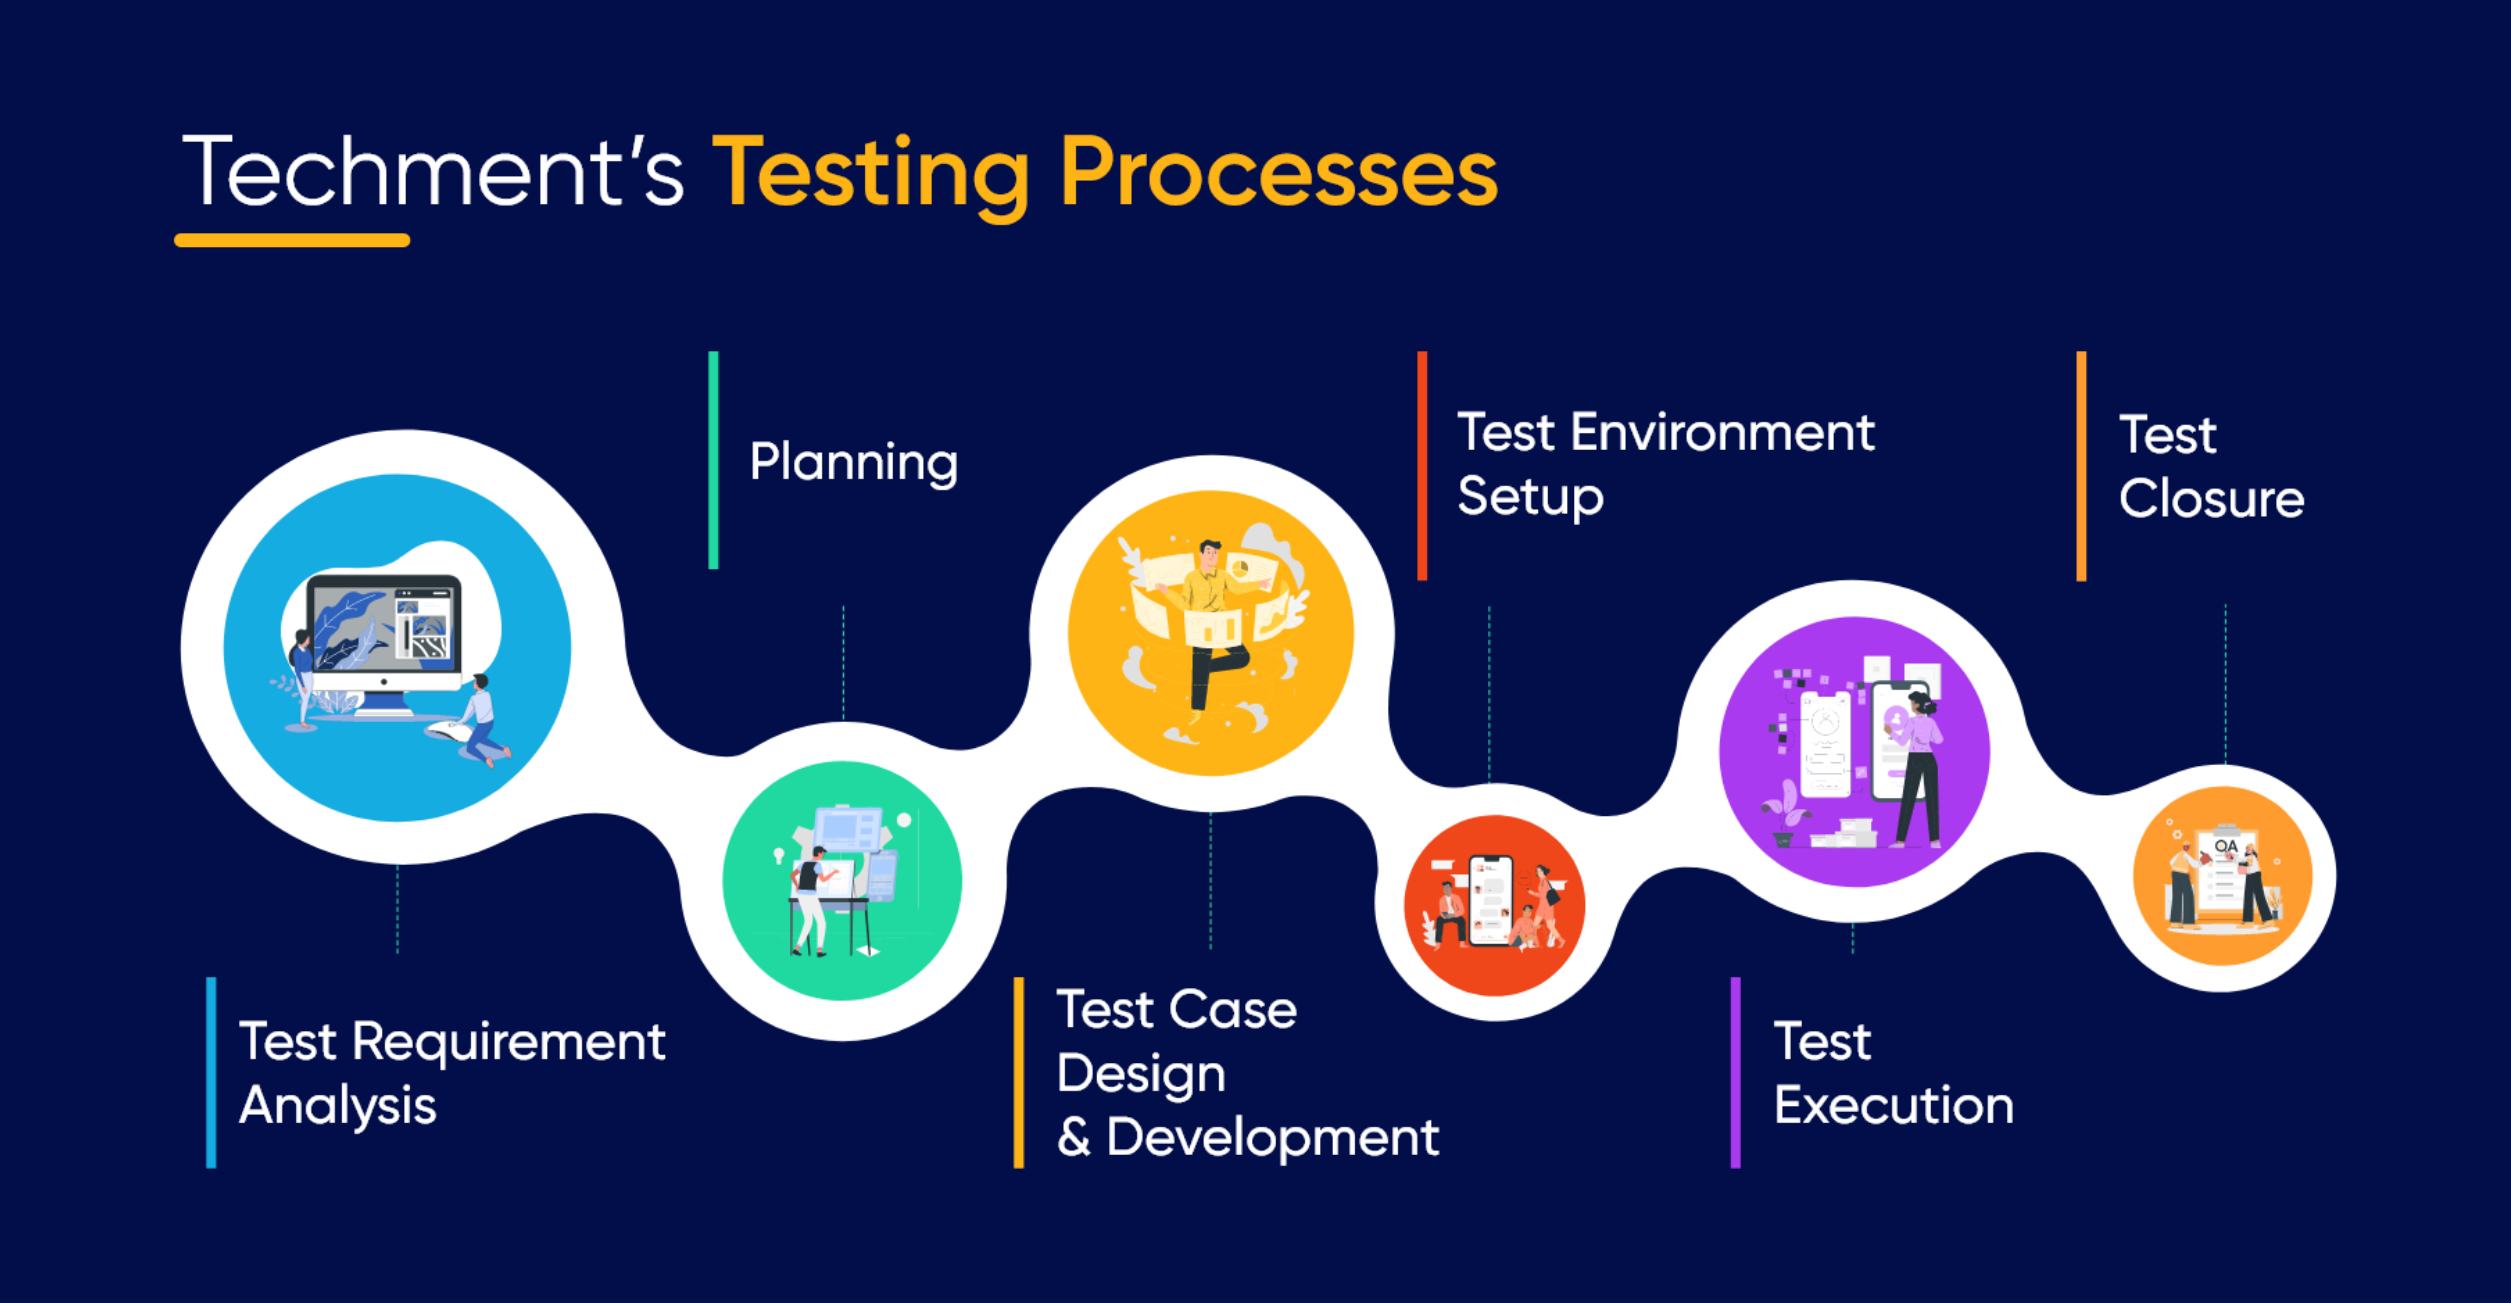 Techment's Testing Processes
Test Requirement
Analysis
Planning
Test Case
Design
& Development
Test Environment
Setup
Test
Execution
Test
Closure
QA